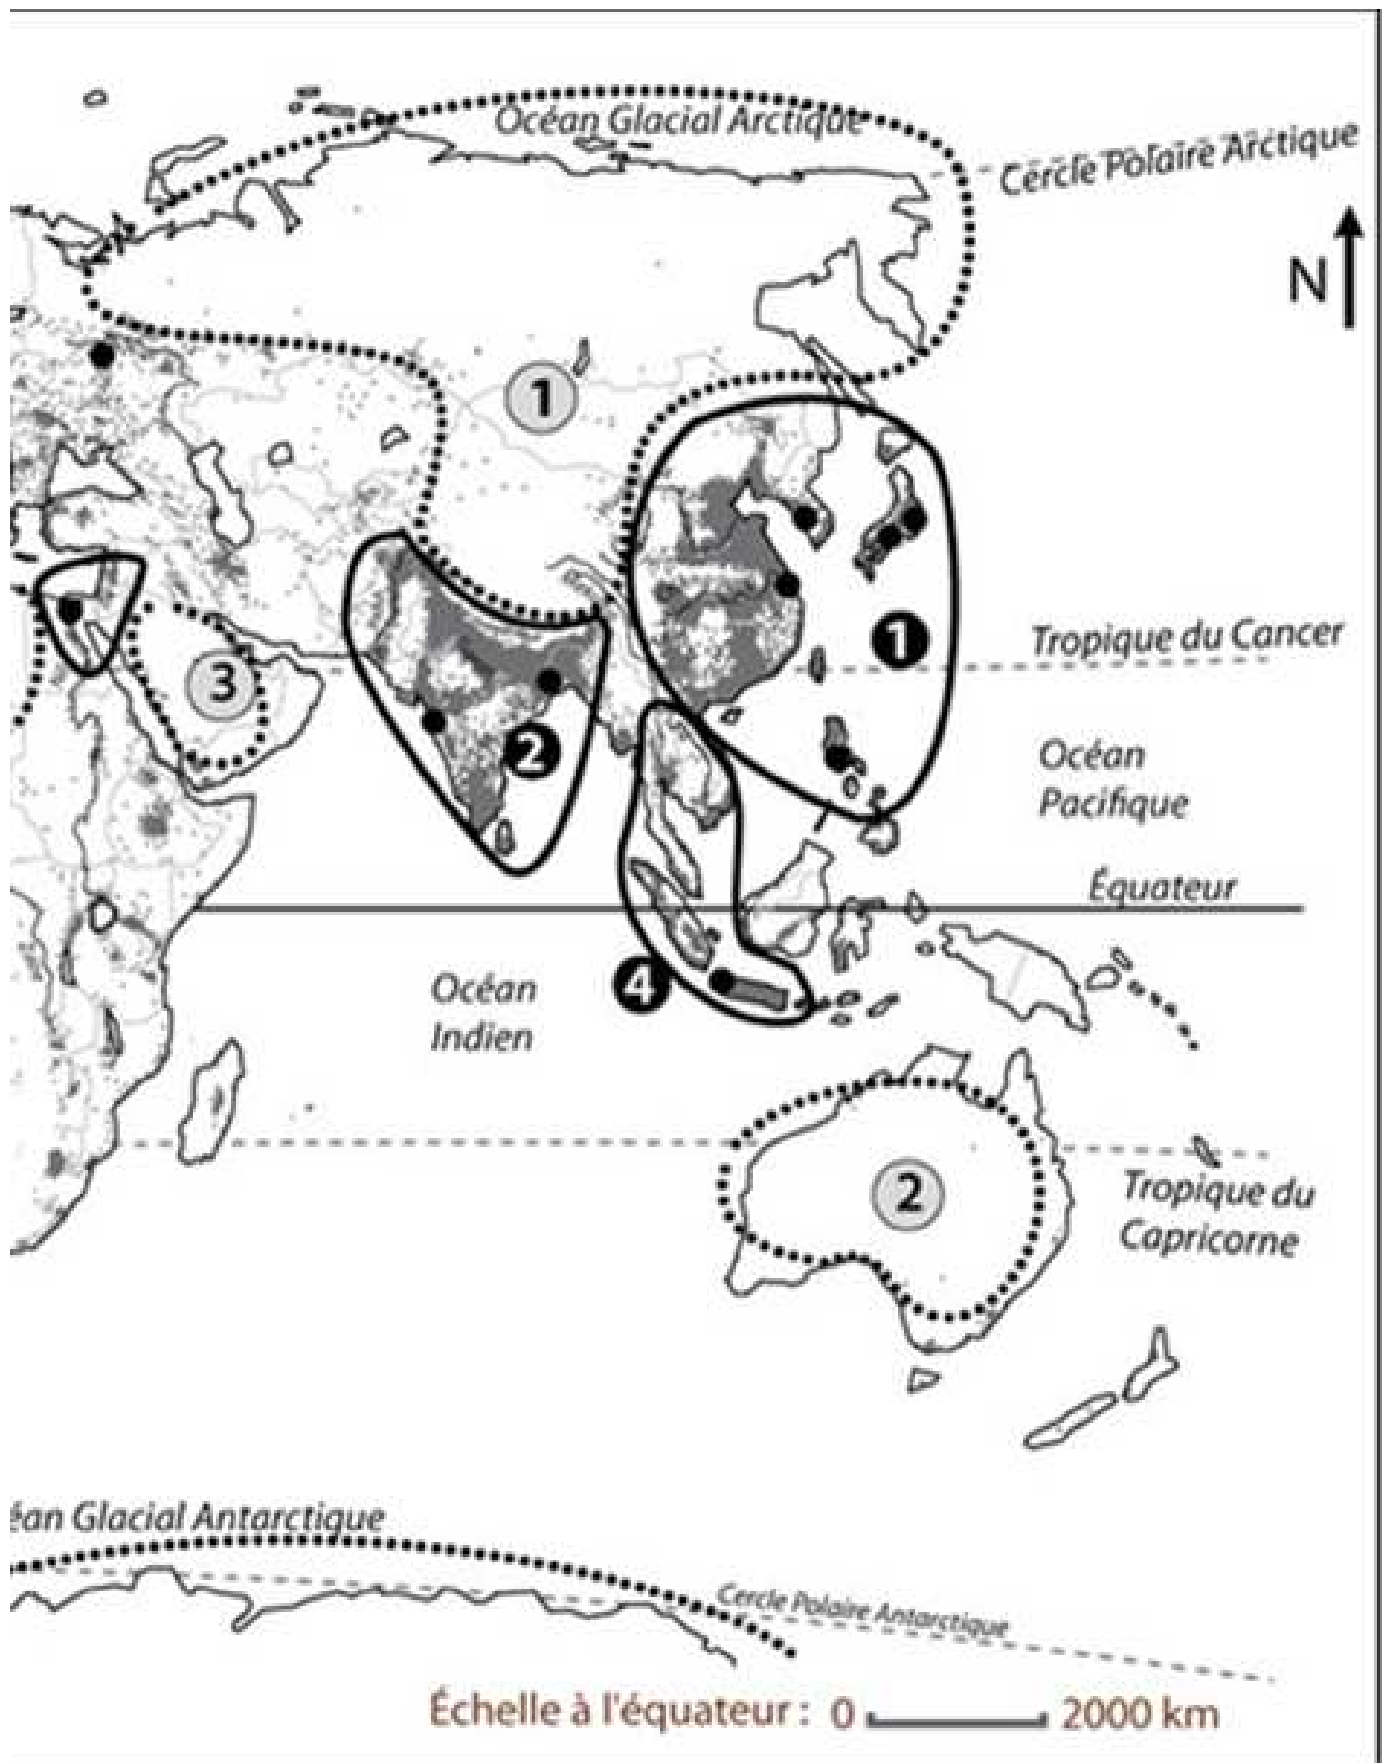 Océan Glacial Arctique
Cercle Polaire Arctique
N
1
1
Tropique du Cancer
3
2
Océan
Pacifique
Équateur
4
Océan
Indien
2
Tropique du
Capricorne
éan Glacial Antarctique
Cercle Polaire Antarctique
Échelle à l'équateur : 0 2000 km